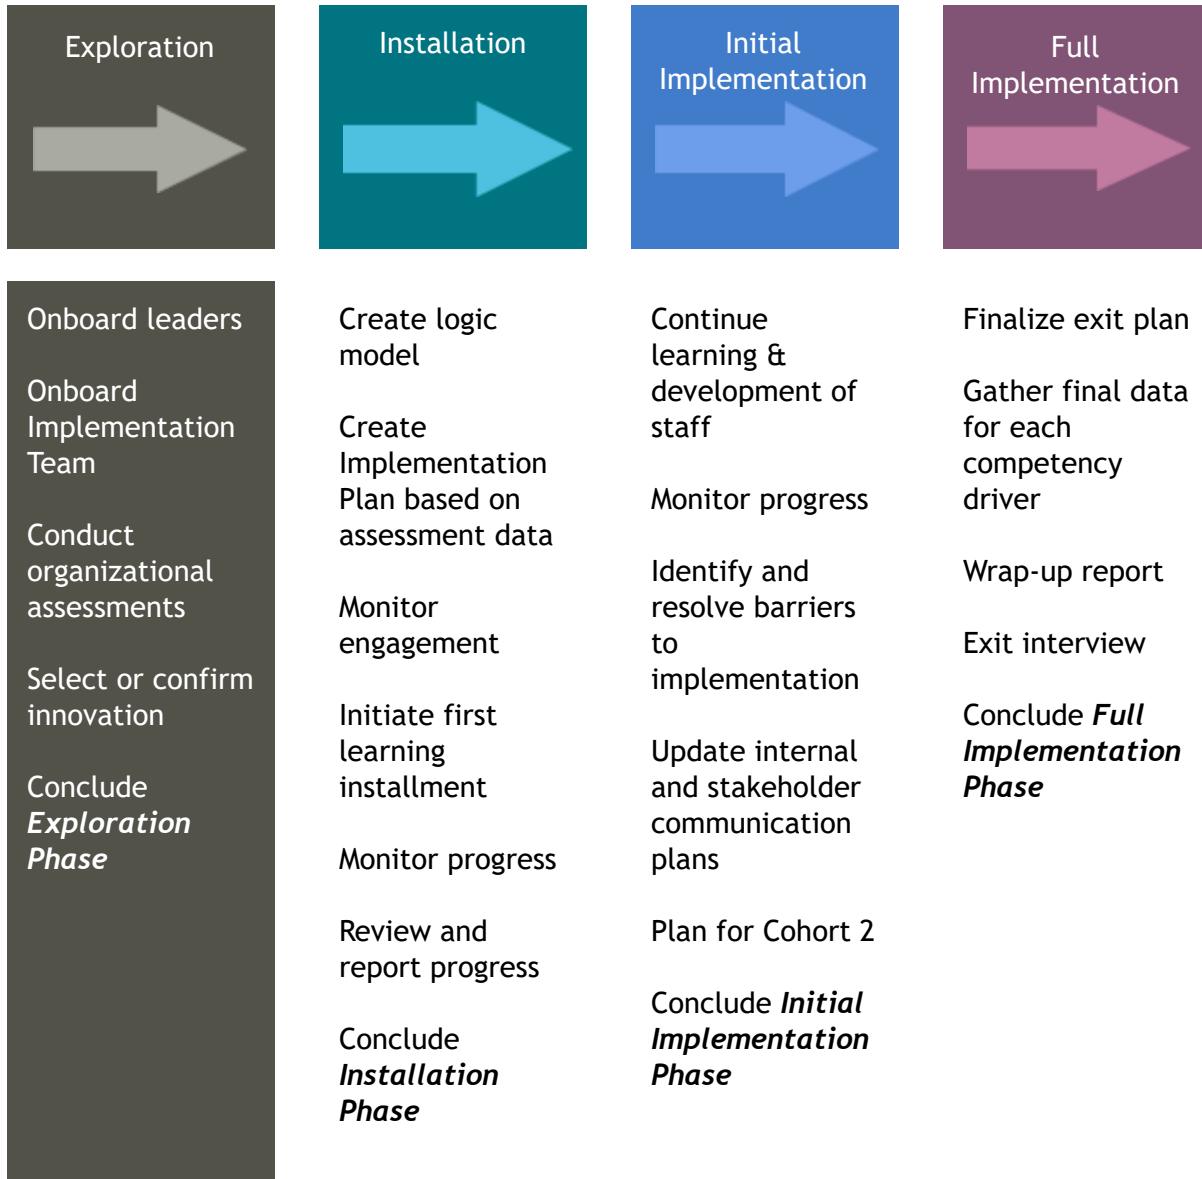 Exploration
Installation
Initial
Implementation
Full
Implementation
Onboard leaders
Onboard
Implementation
Team
Conduct
organizational
assessments
Select or confirm
innovation
Conclude
Exploration
Phase
Create logic
model
Create
Implementation
Plan based on
assessment data
Monitor
engagement
Initiate first
learning
installment
Monitor progress
Review and
report progress
Conclude
Installation
Phase
Continue
learning &
development of
staff
Monitor progress
Identify and
resolve barriers
to
implementation
Update internal
and stakeholder
communication
plans
Plan for Cohort 2
Conclude Initial
Implementation
Phase
Finalize exit plan
Gather final data
for each
competency
driver
Wrap-up report
Exit interview
Conclude Full
Implementation
Phase